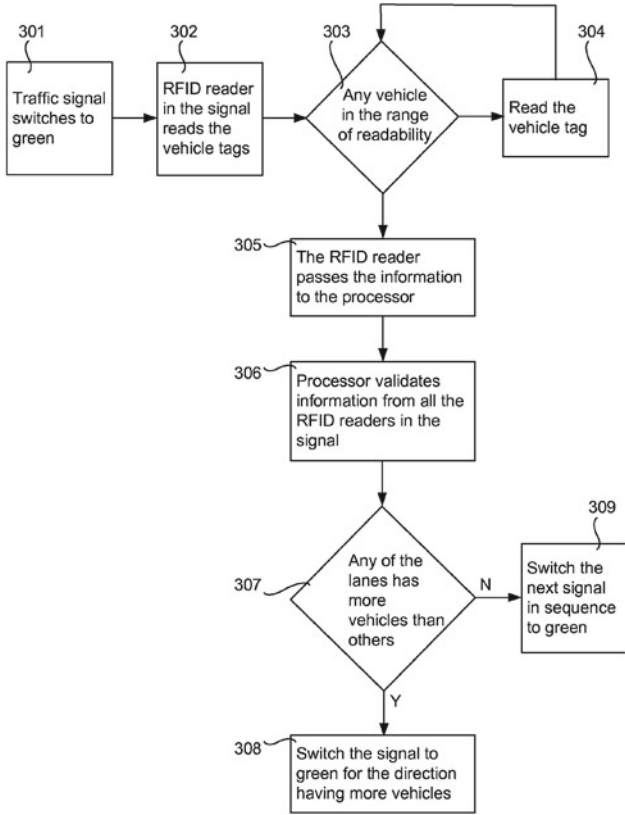 301
Traffic signal
switches to
green
302
RFID reader
in the signal
reads the
vehicle tags
303
Any vehicle
in the range
of readability
304
Read the
vehicle tag
305
The RFID reader
passes the information
to the processor
306
Processor validates
information from all the
RFID readers in the
signal
307
Any of the
lanes has
more
vehicles than
others
N
309
Switch the
next signal
in sequence
to green
Y
308
Switch the signal to
green for the direction
having more vehicles